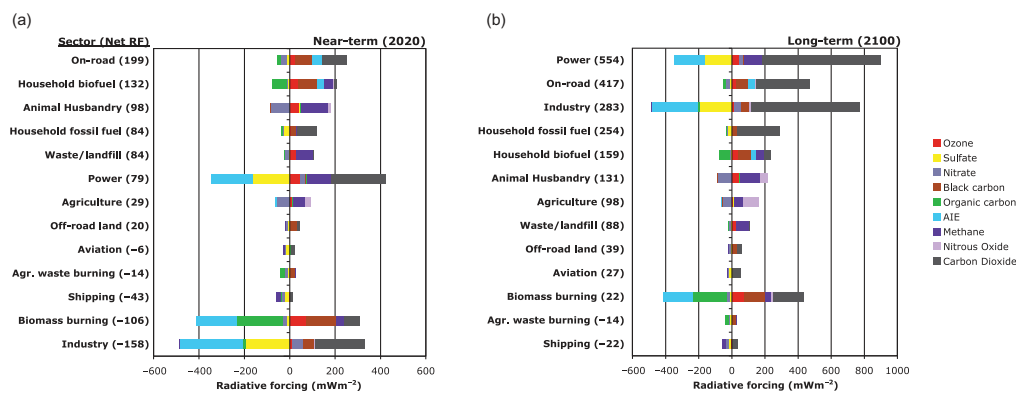 (a)
Sector (Net RF)
Near-term (2020)
On-road (199)
Household biofuel (132)
Animal Husbandry (98)
Household fossil fuel (84)
Waste/landfill (84)
Power (79)
Agriculture (29)
Off-road land (20)
Aviation (−6)
Agr. waste burning (−14)
Shipping (−43)
Biomass burning (−106)
Industry (−158)
−600 −400 −200 0 200 400 600
Radiative forcing (mWm−2)
(b)
Long-term (2100)
Power (554)
On-road (417)
Industry (283)
Household fossil fuel (254)
Household biofuel (159)
Animal Husbandry (131)
Agriculture (98)
Waste/landfill (88)
Off-road land (39)
Aviation (27)
Biomass burning (22)
Agr. waste burning (−14)
Shipping (−22)
−600 −400 −200 0 200 400 600 800 1000
Radiative forcing (mWm−2)
Ozone
Sulfate
Nitrate
Black carbon
Organic carbon
AIE
Methane
Nitrous Oxide
Carbon Dioxide